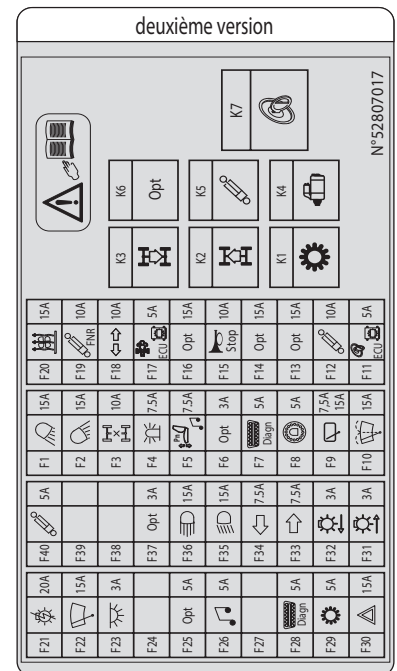 deuxième version
N°52807017
K7
K6
Opt
K5
K4
K3
K2
K1
F20 15A
F19 FNR 10A
F18 10A
F17 ECU 5A
F16 Opt 15A
F15 Stop 10A
F14 Opt 5A
F13 Opt 15A
F12 10A
F11 ECU 5A
F1 15A
F2 15A
F3 10A
F4 7,5A
F5 Pn 7,5A
F6 Opt 3A
F7 Diagn 5A
F8 5A
F9 7,5A
15A
F10 15A
F40 5A
F39
F38
F37 Opt 3A
F36 15A
F35 15A
F34 7,5A
F33 7,5A
F32 3A
F31 3A
F21 20A
F22 15A
F23 3A
F24
F25 Opt 5A
F26 5A
F27
F28 Diagn 5A
F29 5A
F30 15A